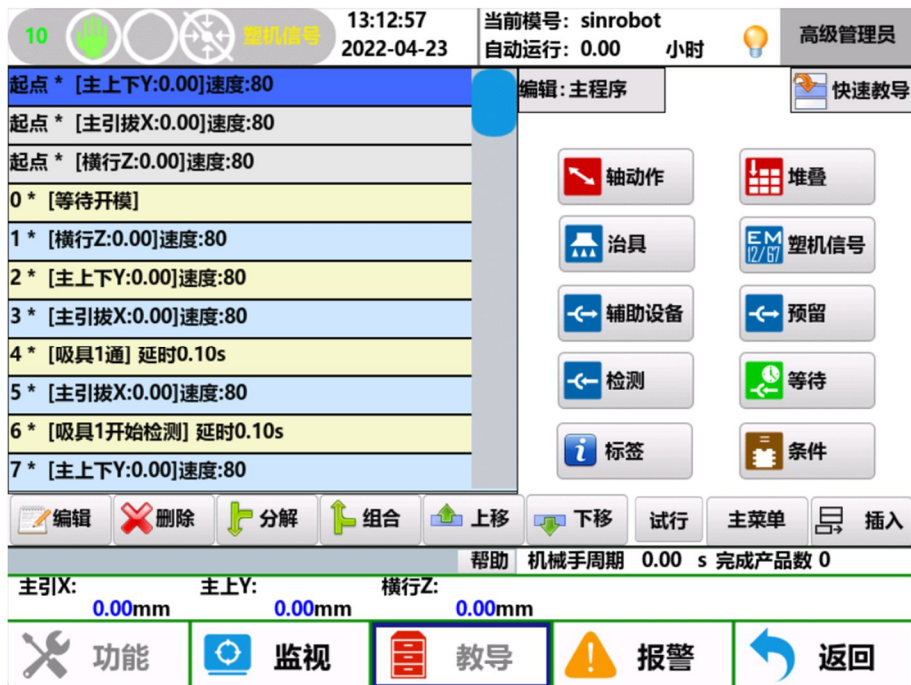 10 塑机信号 13:12:57 当前模号：sinrobot 高级管理员
2022-04-23 自动运行：0.00 小时
起点 * [主上下Y:0.00]速度:80 编辑：主程序 快速教导
起点 * [主引拔X:0.00]速度:80
起点 * [横行Z:0.00]速度:80 轴动作 堆叠
0 * [等待开模]
1 * [横行Z:0.00]速度:80 治具 EM 12/67 塑机信号
2 * [主上下Y:0.00]速度:80
3 * [主引拔X:0.00]速度:80 辅助设备 预留
4 * [吸具1通] 延时0.10s
5 * [主引拔X:0.00]速度:80 检测 等待
6 * [吸具1开始检测] 延时0.10s
7 * [主上下Y:0.00]速度:80 标签 条件
编辑 删除 分解 组合 上移 下移 试行 主菜单 插入
帮助 机械手周期 0.00 s 完成产品数 0
主引X: 主上Y: 横行Z:
0.00mm 0.00mm 0.00mm
功能 监视 教导 报警 返回